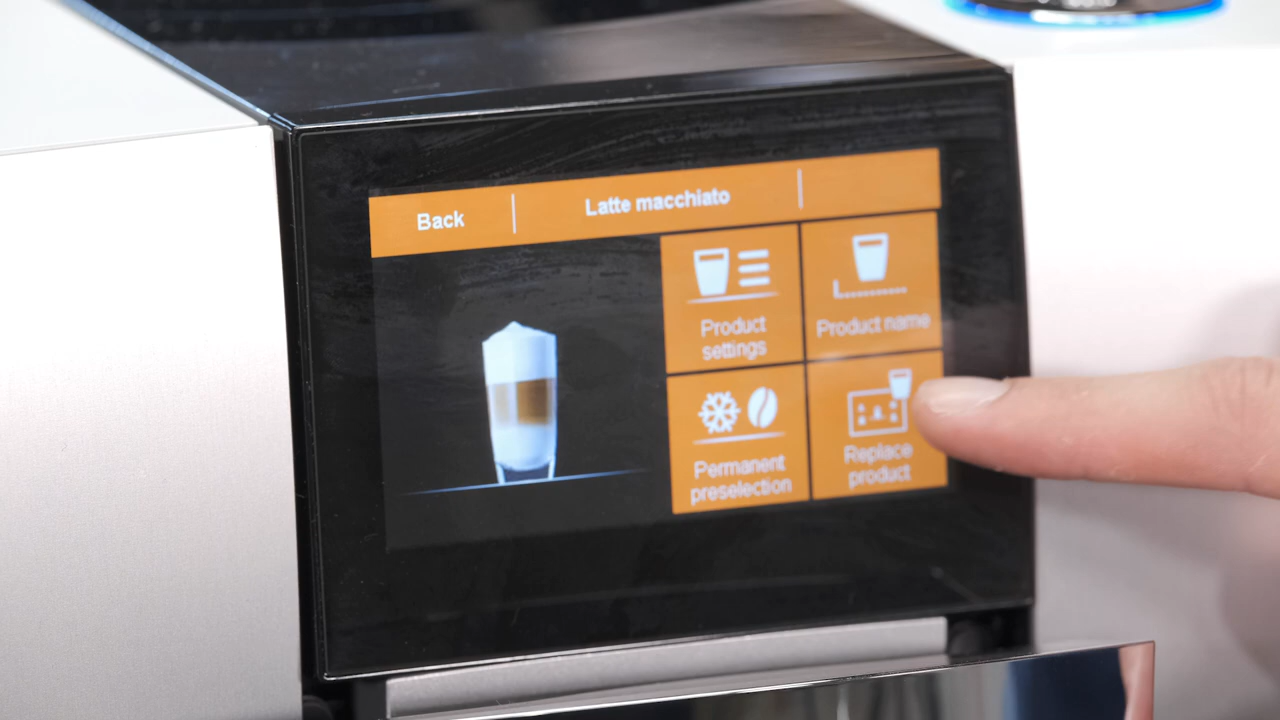 Back
Latte macchiato
Product
settings
Product name
Permanent
preselection
Replace
product